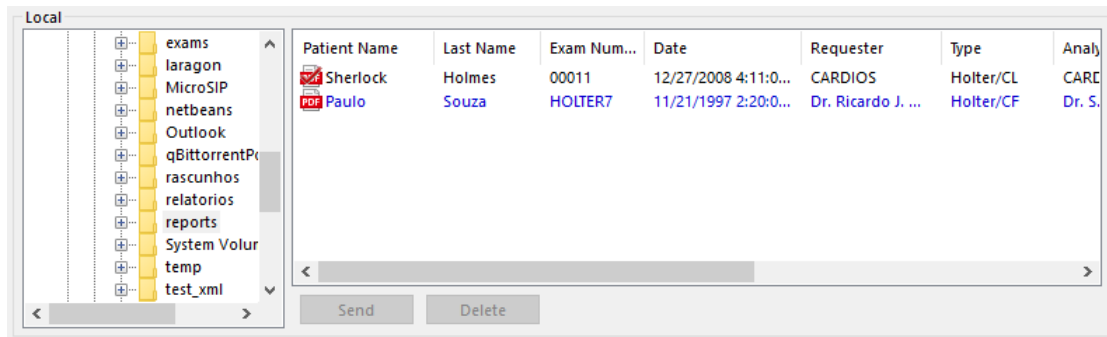 Local
exams
laragon
MicroSIP
netbeans
Outlook
qBittorrentPo
rascunhos
relatorios
reports
System Volur
temp
test_xml
Patient Name Last Name Exam Num... Date Requester Type Analy
Sherlock Holmes 00011 12/27/2008 4:11:0... CARDIOS Holter/CL CARD
PDF Paulo Souza HOLTER7 11/21/1997 2:20:0... Dr. Ricardo J. ... Holter/CF Dr. S.
Send Delete